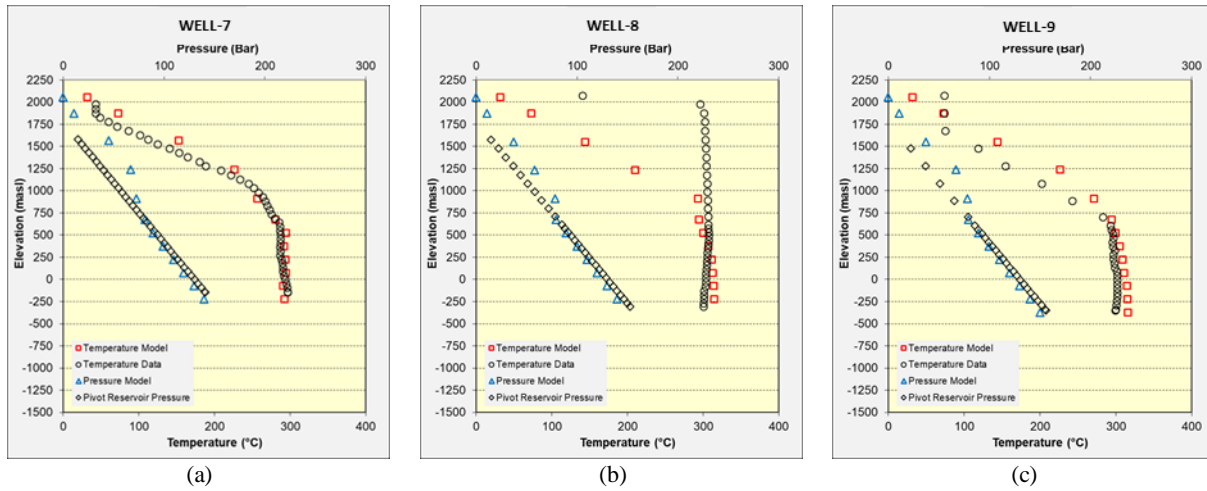 WELL-7
Pressure (Bar)
0 100 200 300
2250
2000
1750
1500
1250
1000
750
500
250
0
-250
-500
-750
-1000
-1250
-1500
Elevation (masl)
Temperature Model
Temperature Data
Pressure Model
Pivot Reservoir Pressure
0 100 200 300 400
Temperature (°C)
(a)
WELL-8
Pressure (Bar)
0 100 200 300
2250
2000
1750
1500
1250
1000
750
500
250
0
-250
-500
-750
-1000
-1250
-1500
Elevation (masl)
Temperature Model
Temperature Data
Pressure Model
Pivot Reservoir Pressure
0 100 200 300 400
Temperature (°C)
(b)
WELL-9
Pressure (Bar)
0 100 200 300
2250
2000
1750
1500
1250
1000
750
500
250
0
-250
-500
-750
-1000
-1250
-1500
Elevation (masl)
Temperature Model
Temperature Data
Pressure Model
Pivot Reservoir Pressure
0 100 200 300 400
Temperature (°C)
(c)